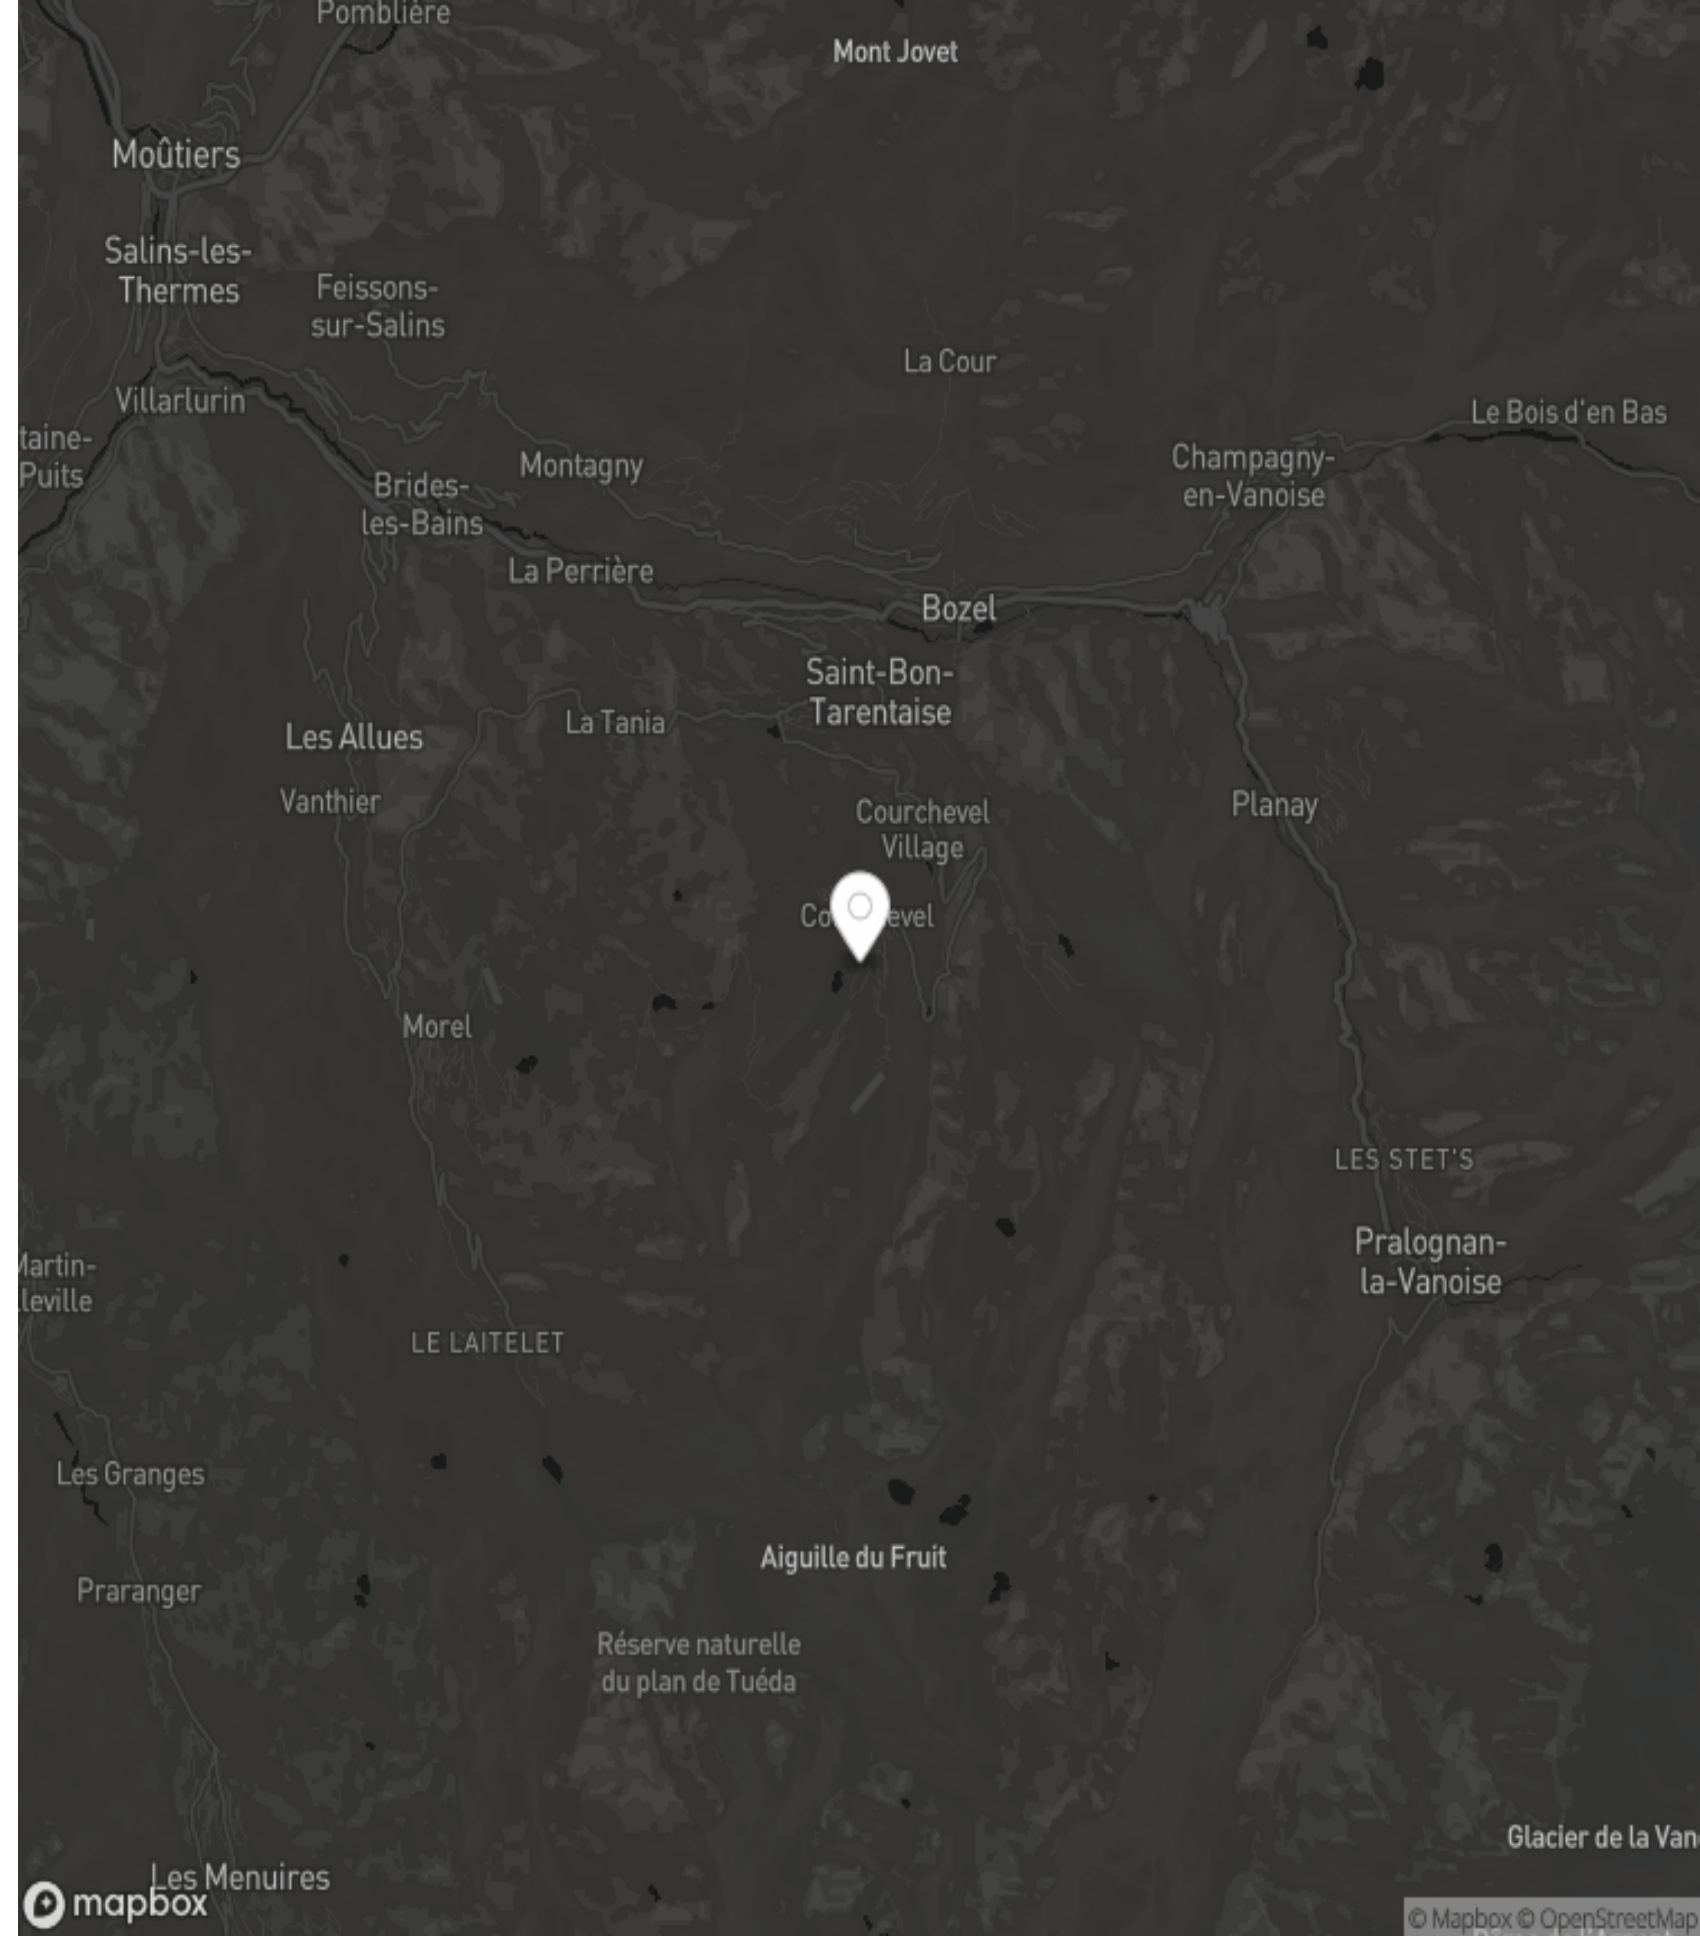 Pomblière
Mont Jovet
Moûtiers
Salins-les-
Thermes
Feissons-
sur-Salins
La Cour
Villarlurin
Le Bois d'en Bas
taine-
Puits
Champagny-
en-Vanoise
Montagny
Brides-
les-Bains
La Perrière
Bozel
Saint-Bon-
Tarentaise
La Tania
Les Allues
Vanthier
Courchevel
Village
Planay
Co evel
Morel
LES STET'S
Pralognan-
la-Vanoise
Martin-
lleville
LE LAITELET
Les Granges
Aiguille du Fruit
Praranger
Réserve naturelle
du plan de Tuéda
Glacier de la Van
Les Menuires
mapbox
© Mapbox © OpenStreetMap